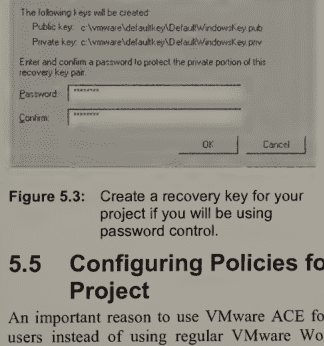 The following keys will be created:
Public key: c:\vmware\defaultkey\DefaultWindowsKey.pub
Private key: c:\vmware\defaultkey\DefaultWindowsKey.priv
Enter and confirm a password to protect the private portion of this
recovery key pair.
Password: ********
Confirm: ********
OK Cancel
Figure 5.3: Create a recovery key for your
project if you will be using
password control.
5.5 Configuring Policies fo
Project
An important reason to use VMware ACE fo
users instead of using regular VMware Wo